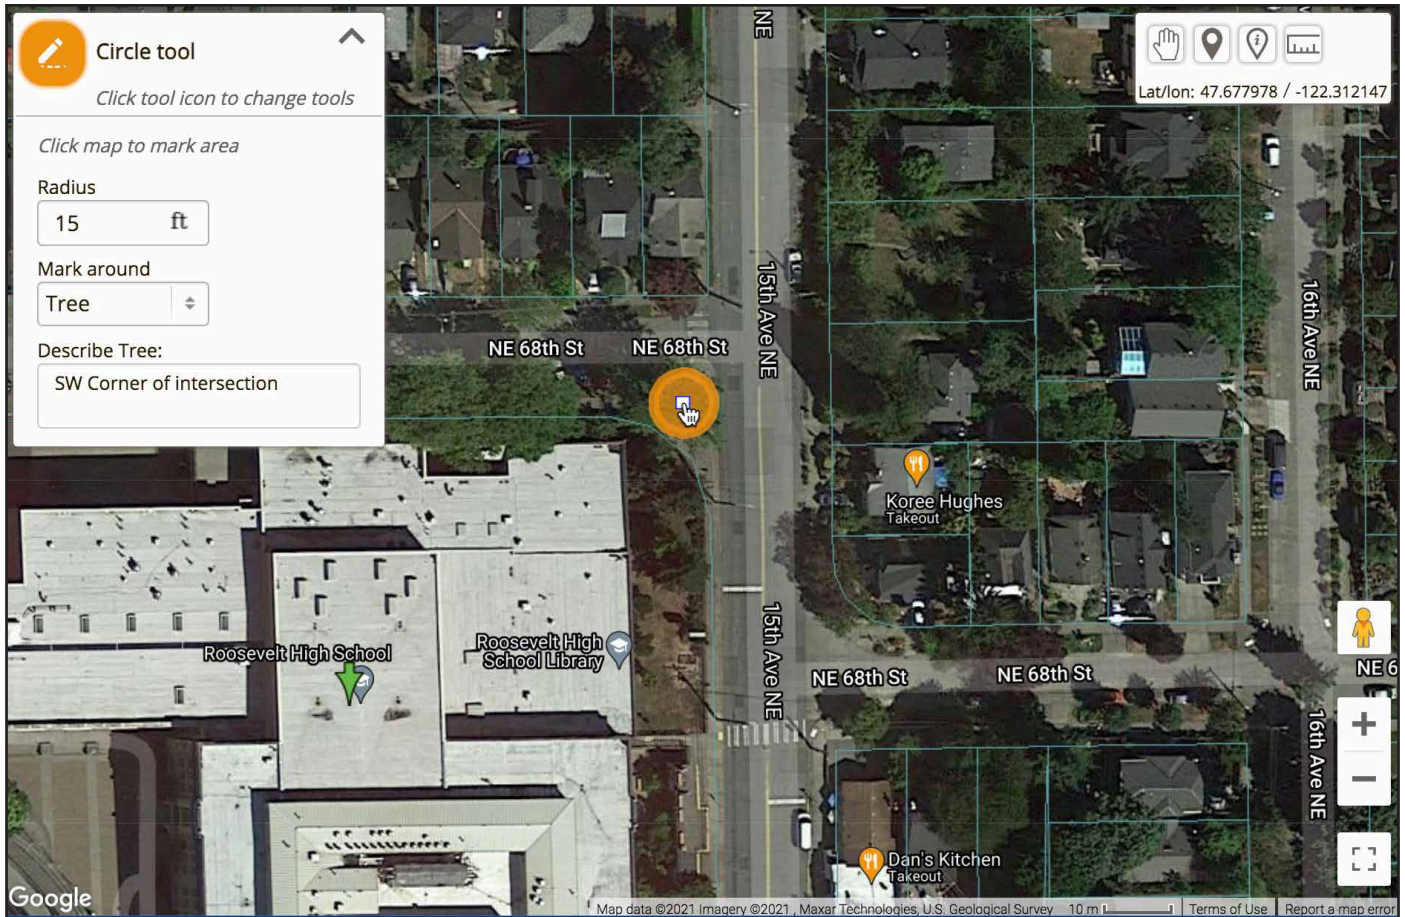 Circle tool
Click tool icon to change tools
Click map to mark area
Radius
15 ft
Mark around
Tree
Describe Tree:
SW Corner of intersection
Lat/lon: 47.677978 / -122.312147
NE
15th Ave NE
16th Ave NE
NE 68th St
NE 68th St
Koree Hughes
Takeout
Roosevelt High School
Roosevelt High
School Library
15th Ave NE
NE 68th St
NE 68th St
NE 6
16th Ave NE
Dan's Kitchen
Takeout
Google
Map data ©2021 Imagery ©2021 , Maxar Technologies, U.S. Geological Survey
10 m
Terms of Use
Report a map error